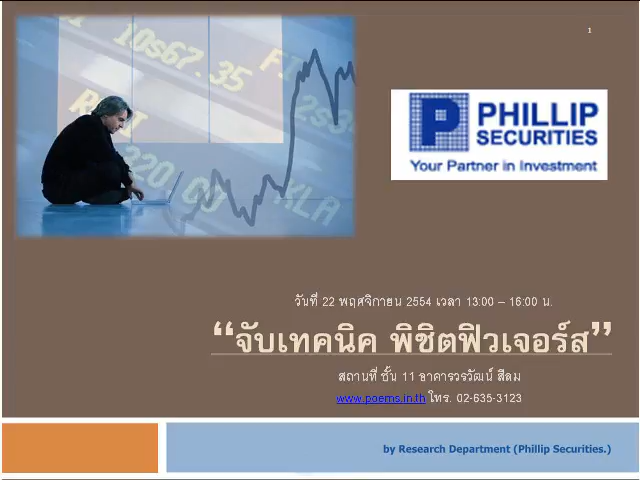 1
PHILLIP
SECURITIES
Your Partner in Investment
10s67.35
วันที่ 22 พฤศจิกายน 2554 เวลา 13:00 – 16:00 น.
“จับเทคนิค พิชิตฟิวเจอร์ส”
สถานที่ ชั้น 11 อาคารวรวัฒน์ สีลม
www.poems.in.th โทร. 02-635-3123
by Research Department (Phillip Securities.)